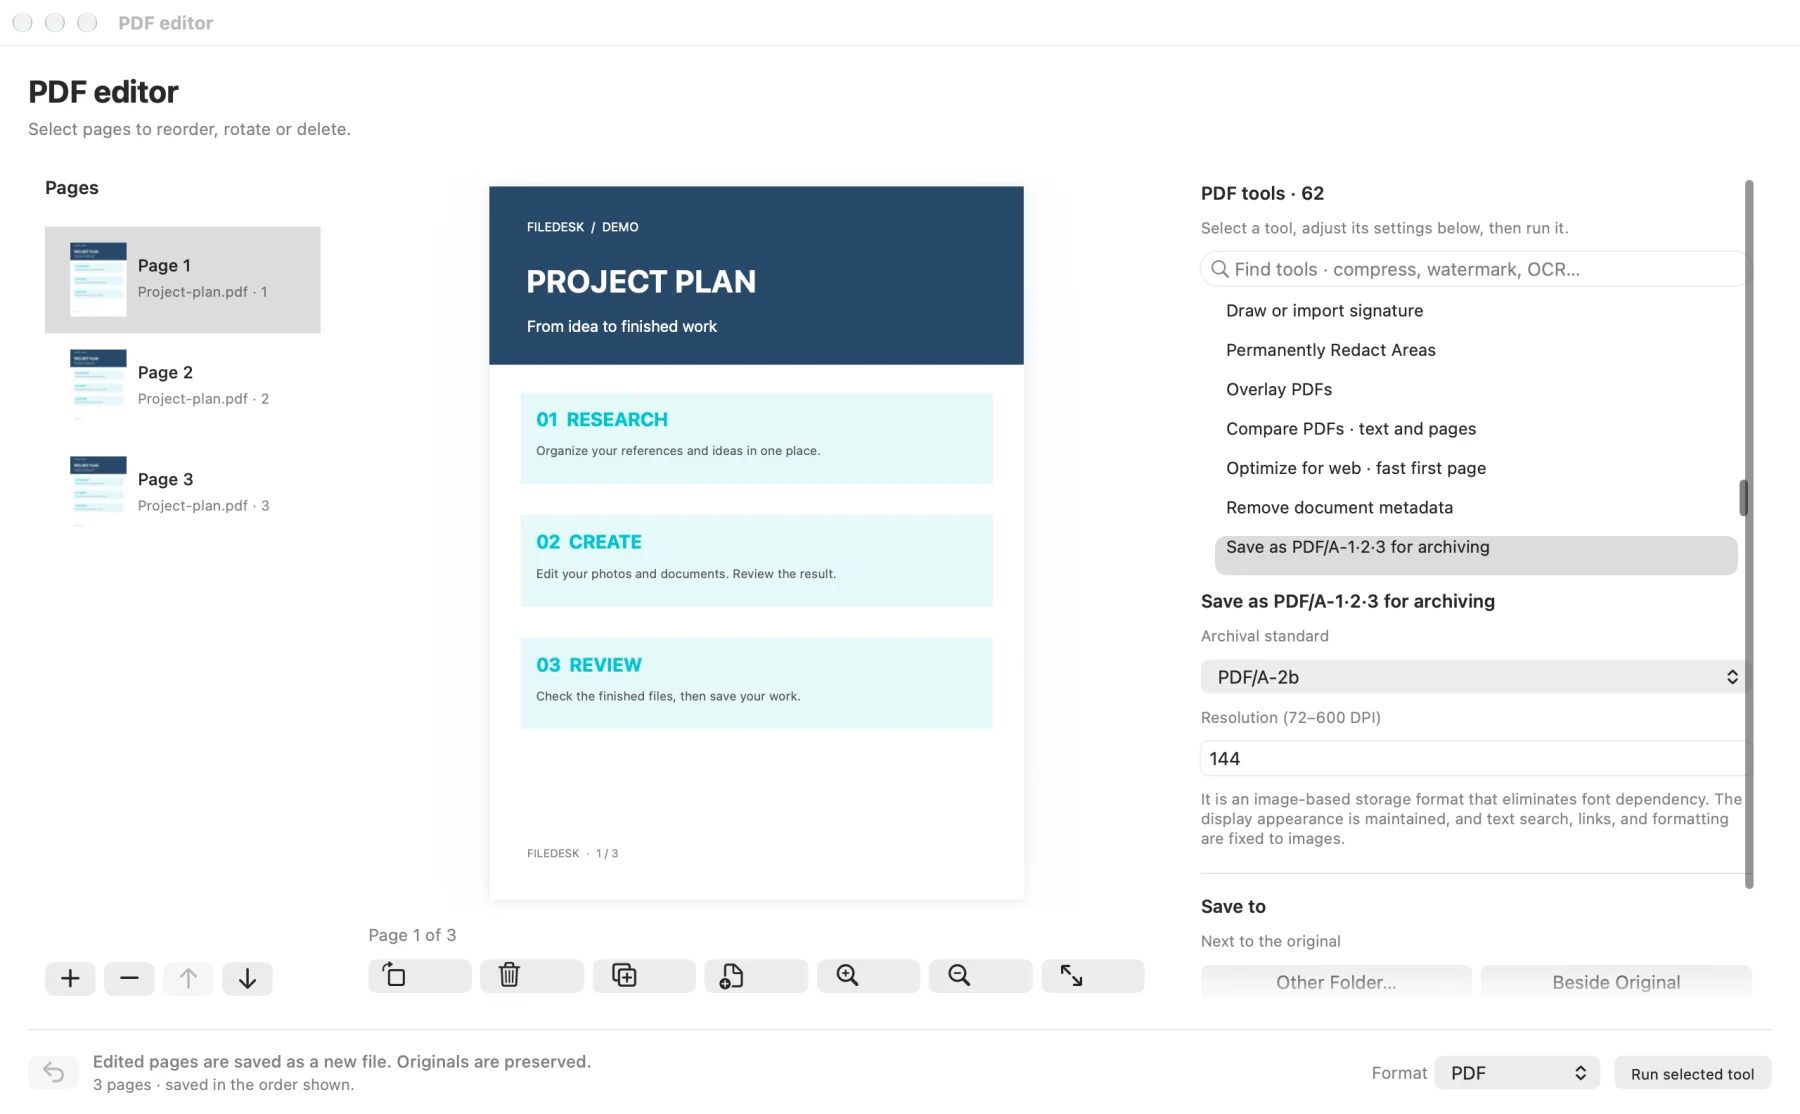 PDF editor
PDF editor
Select pages to reorder, rotate or delete.
Pages
Page 1
Project-plan.pdf · 1
Page 2
Project-plan.pdf · 2
Page 3
Project-plan.pdf · 3
FILEDESK / DEMO
PROJECT PLAN
From idea to finished work
01 RESEARCH
Organize your references and ideas in one place.
02 CREATE
Edit your photos and documents. Review the result.
03 REVIEW
Check the finished files, then save your work.
FILEDESK · 1 / 3
Page 1 of 3
PDF tools · 62
Select a tool, adjust its settings below, then run it.
Find tools · compress, watermark, OCR...
Draw or import signature
Permanently Redact Areas
Overlay PDFs
Compare PDFs · text and pages
Optimize for web · fast first page
Remove document metadata
Save as PDF/A-1·2·3 for archiving
Save as PDF/A-1·2·3 for archiving
Archival standard
PDF/A-2b
Resolution (72–600 DPI)
144
It is an image-based storage format that eliminates font dependency. The
display appearance is maintained, and text search, links, and formatting
are fixed to images.
Save to
Next to the original
Other Folder...
Beside Original
Edited pages are saved as a new file. Originals are preserved.
3 pages · saved in the order shown.
Format
PDF
Run selected tool